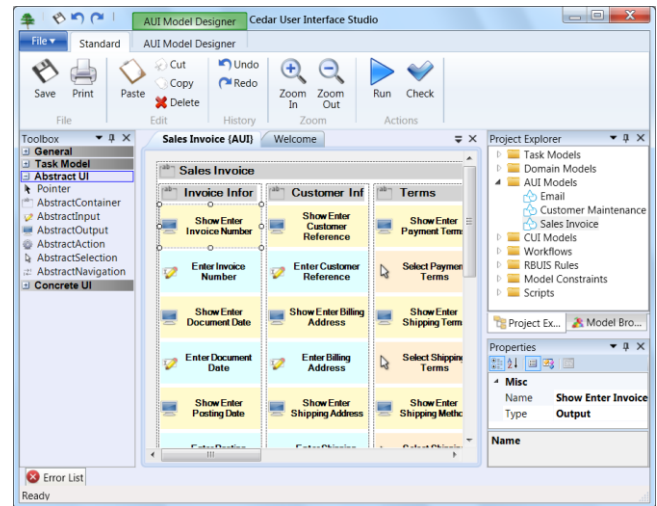 AUI Model Designer
Cedar User Interface Studio
File
Standard
AUI Model Designer
Save
Print
Paste
Cut
Copy
Delete
Undo
Redo
Zoom In
Zoom Out
Run
Check
File
Edit
History
Zoom
Actions
Toolbox
General
Task Model
Abstract UI
Pointer
AbstractContainer
AbstractInput
AbstractOutput
AbstractAction
AbstractSelection
AbstractNavigation
Concrete UI
Sales Invoice {AUI}
Welcome
Sales Invoice
Invoice Infor
Customer Inf
Terms
Show Enter
Invoice Number
Show Enter
Customer
Reference
Show Enter
Payment Term
Enter Invoice
Number
Enter Customer
Reference
Select Paymen
Terms
Show Enter
Document Date
Show Enter Billing
Address
Show Enter
Shipping Term
Enter Document
Date
Enter Billing
Address
Select Shipping
Terms
Show Enter
Posting Date
Show Enter
Shipping Address
Show Enter
Shipping Metho
Project Explorer
Task Models
Domain Models
AUI Models
Email
Customer Maintenance
Sales Invoice
CUI Models
Workflows
RBUIS Rules
Model Constraints
Scripts
Project Ex...
Model Bro...
Properties
Misc
Name
Show Enter Invoice
Type
Output
Name
Error List
Ready